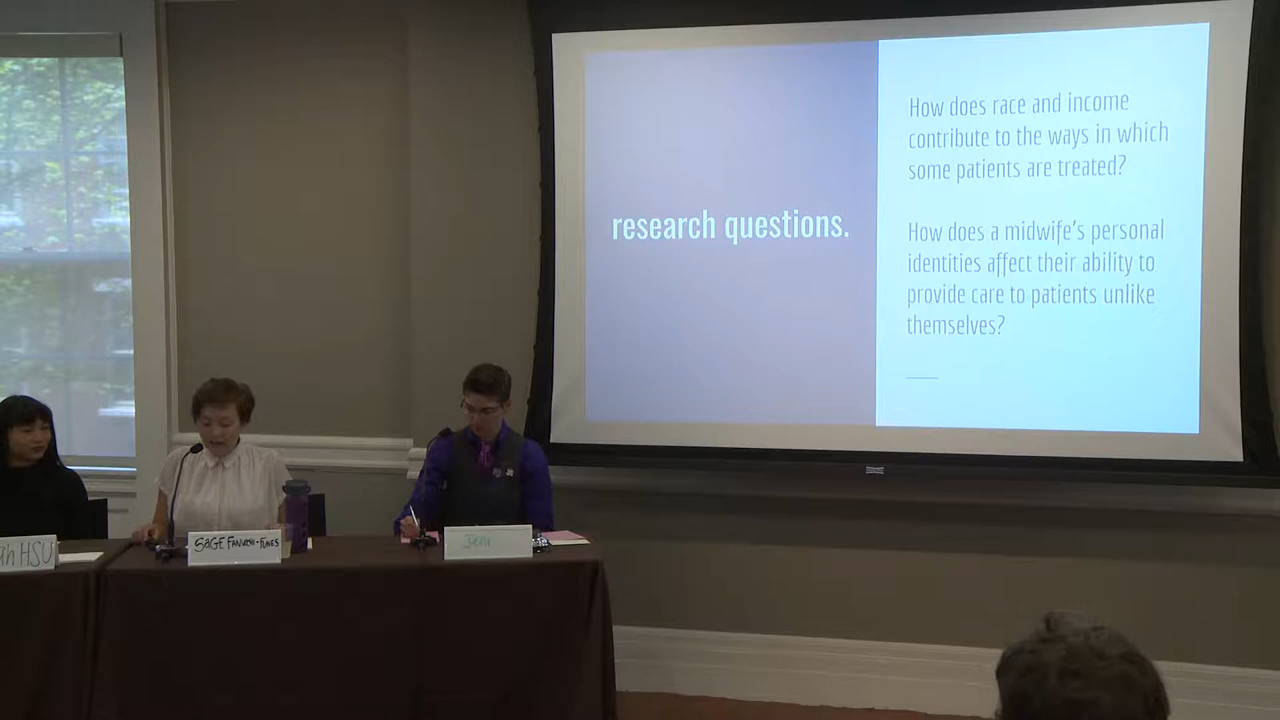 research questions.
How does race and income
contribute to the ways in which
some patients are treated?
How does a midwife's personal
identities affect their ability to
provide care to patients unlike
themselves?
HSU
SAGE